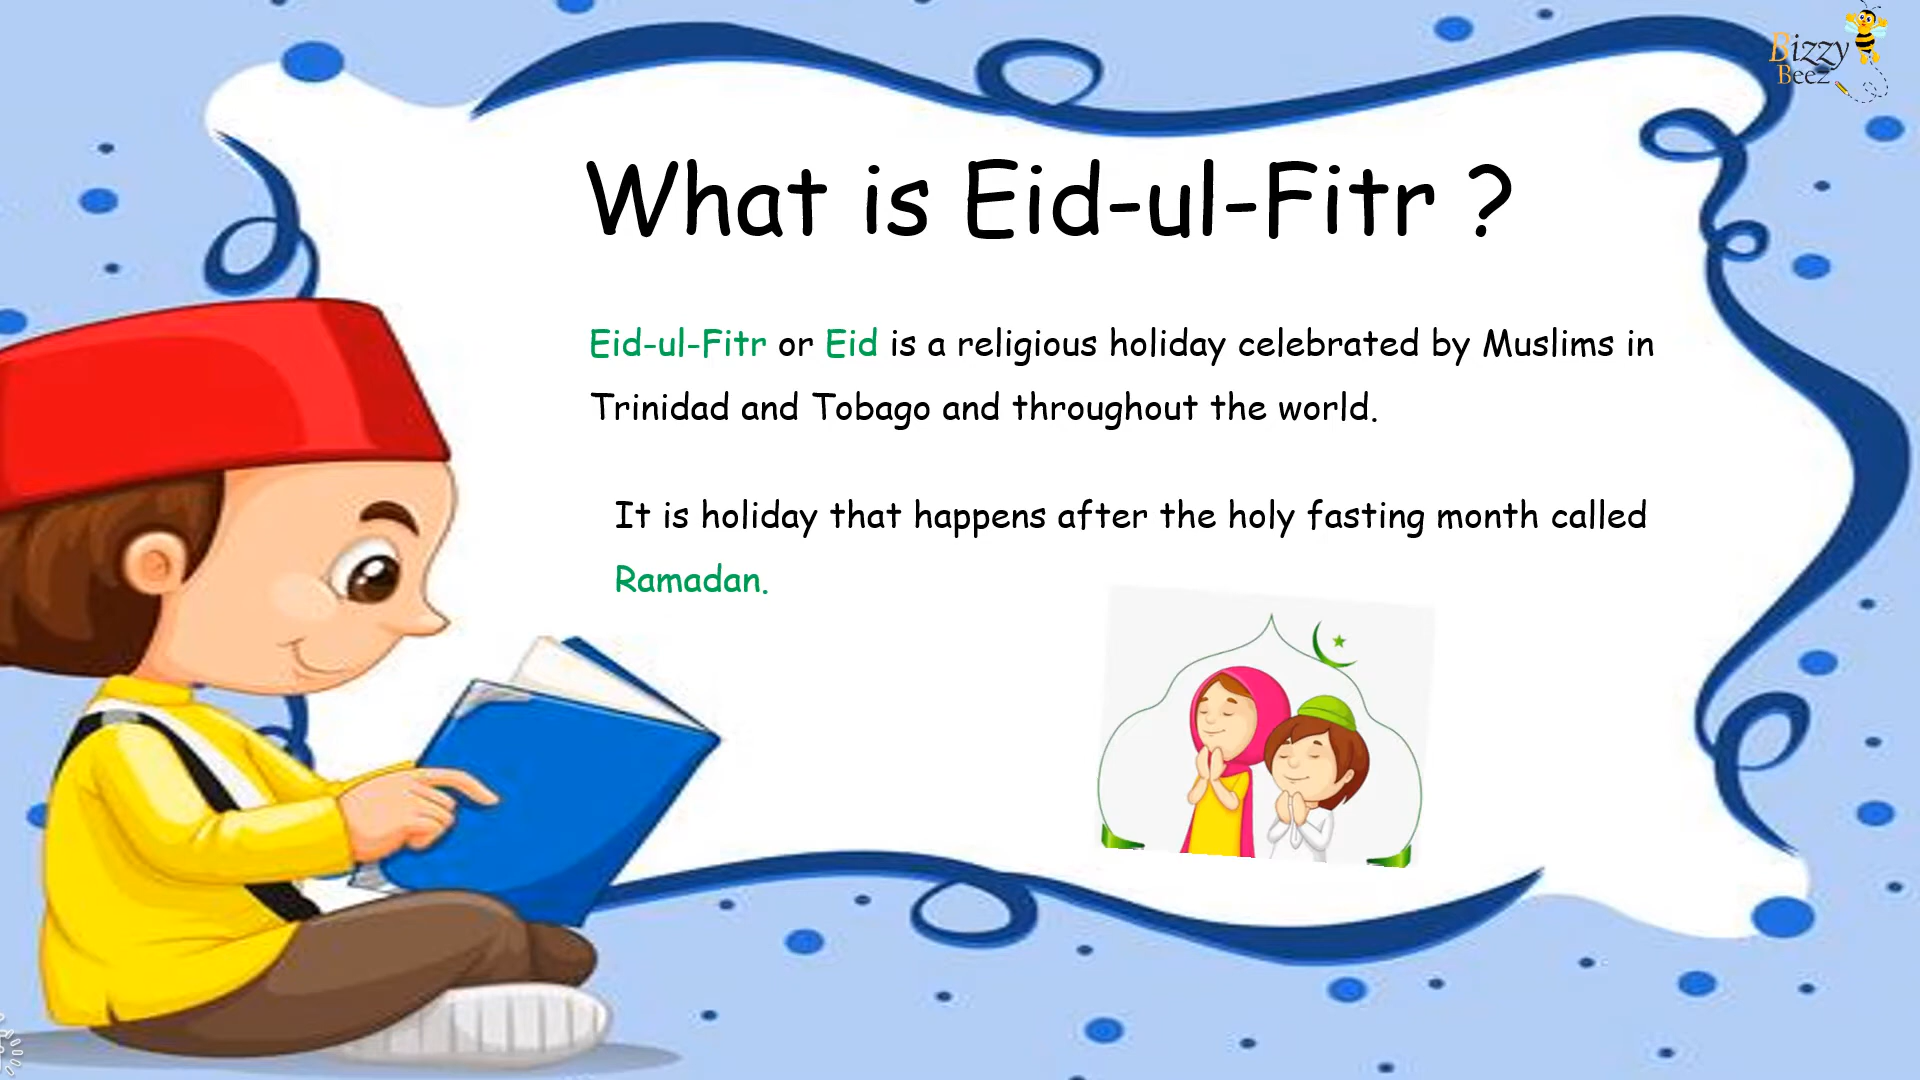 Bizzy
Beez
What is Eid-ul-Fitr ?
Eid-ul-Fitr or Eid is a religious holiday celebrated by Muslims in
Trinidad and Tobago and throughout the world.
It is holiday that happens after the holy fasting month called
Ramadan.